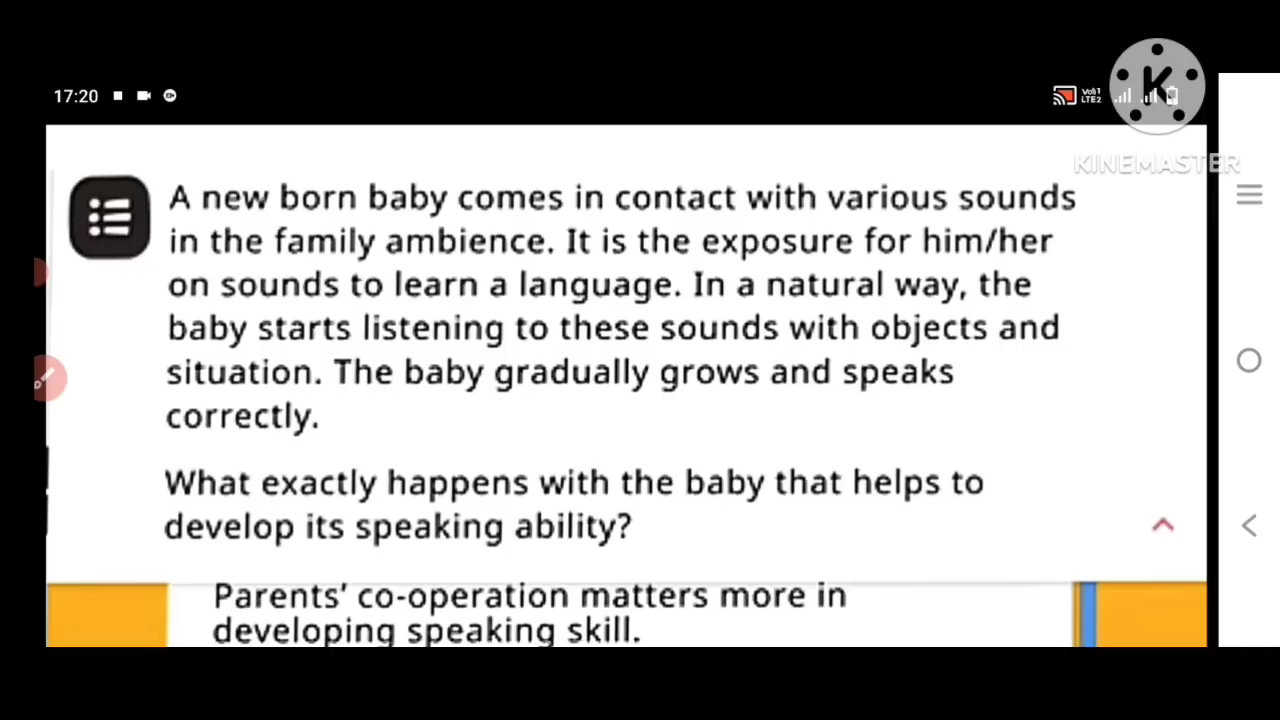 17:20
Vo) 1
LTE2
K
KINEMASTER
A new born baby comes in contact with various sounds
in the family ambience. It is the exposure for him/her
on sounds to learn a language. In a natural way, the
baby starts listening to these sounds with objects and
situation. The baby gradually grows and speaks
correctly.
What exactly happens with the baby that helps to
develop its speaking ability?
Parents' co-operation matters more in
developing speaking skill.